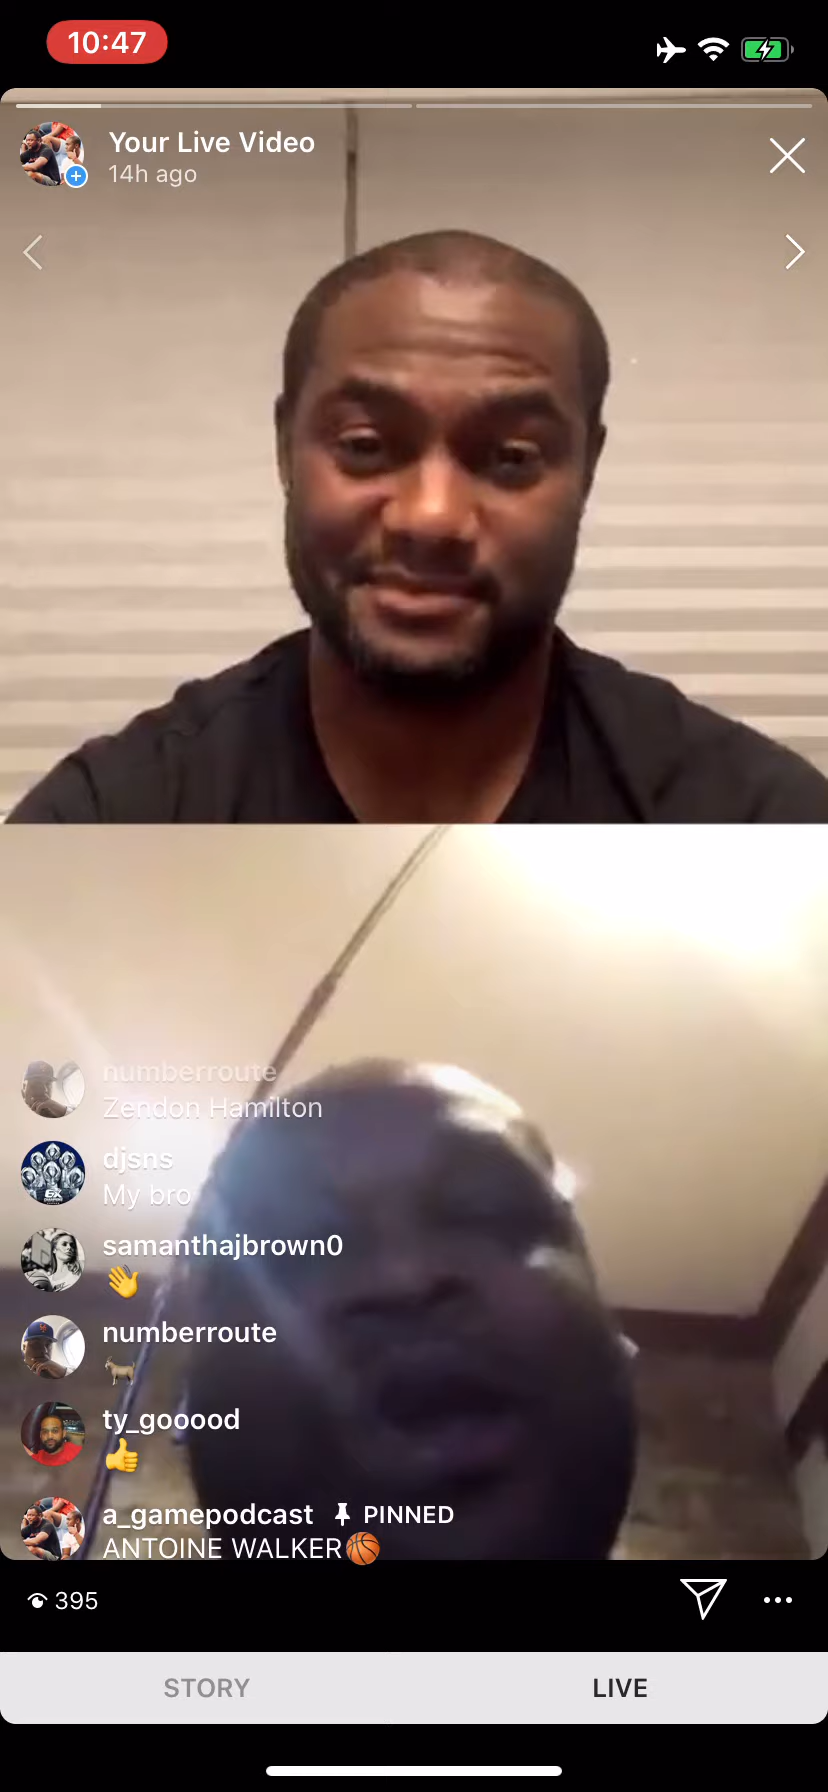 10:47
Your Live Video
14h ago
numberroute
Zendon Hamilton
djsns
My bro
samanthajbrown0
👋
numberroute
🐐
ty_gooood
👍
a_gamepodcast PINNED
ANTOINE WALKER🏀
395
STORY
LIVE